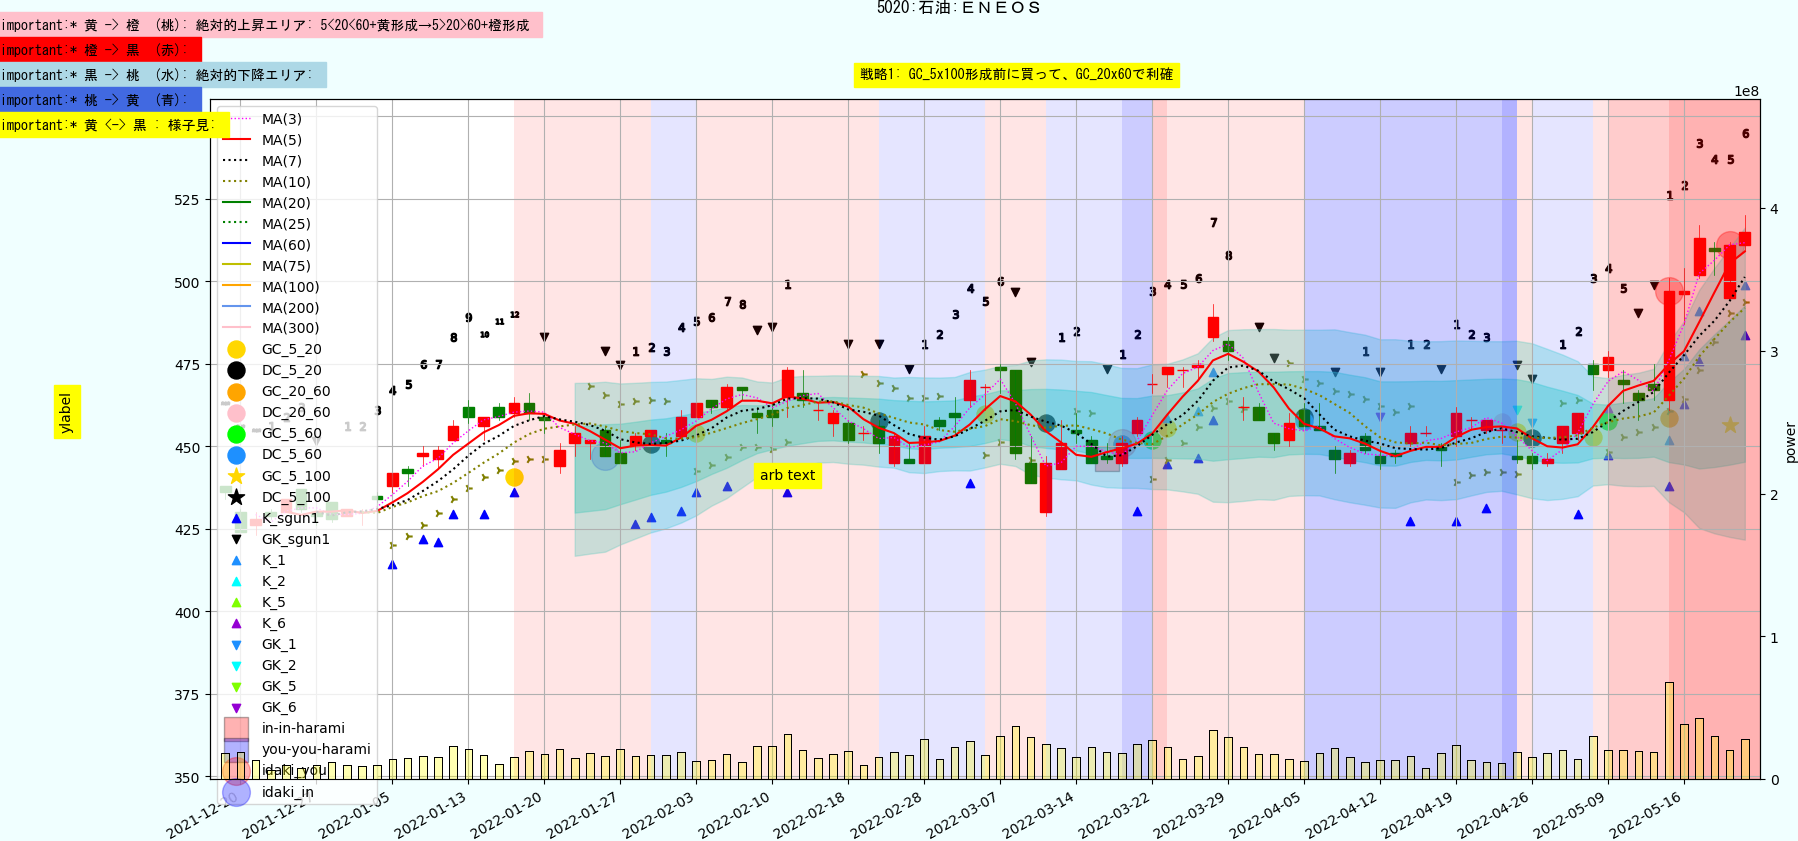 5020:石油:ＥＮＥＯＳ
important:* 黄 -> 橙 (桃): 絶対的上昇エリア: 5<20<60+黄形成→5>20>60+橙形成
important:* 橙 -> 黒 (赤):
important:* 黒 -> 桃 (水): 絶対的下降エリア:
important:* 桃 -> 黄 (青):
important:* 黄 <-> 黒 : 様子見:
戦略1: GC_5x100形成前に買って、GC_20x60で利確
1e8
MA(3)
MA(5)
MA(7)
MA(10)
MA(20)
MA(25)
MA(60)
MA(75)
MA(100)
MA(200)
MA(300)
GC_5_20
DC_5_20
GC_20_60
DC_20_60
GC_5_60
DC_5_60
GC_5_100
DC_5_100
K_sgun1
GK_sgun1
K_1
K_2
K_5
K_6
GK_1
GK_2
GK_5
GK_6
in-in-harami
you-you-harami
idaki_you
idaki_in
525
500
475
450
425
400
375
350
ylabel
arb text
4
3
2
1
0
power
2021-12-20
2021-12-27
2022-01-05
2022-01-13
2022-01-20
2022-01-27
2022-02-03
2022-02-10
2022-02-18
2022-02-28
2022-03-07
2022-03-14
2022-03-22
2022-03-29
2022-04-05
2022-04-12
2022-04-19
2022-04-26
2022-05-09
2022-05-16